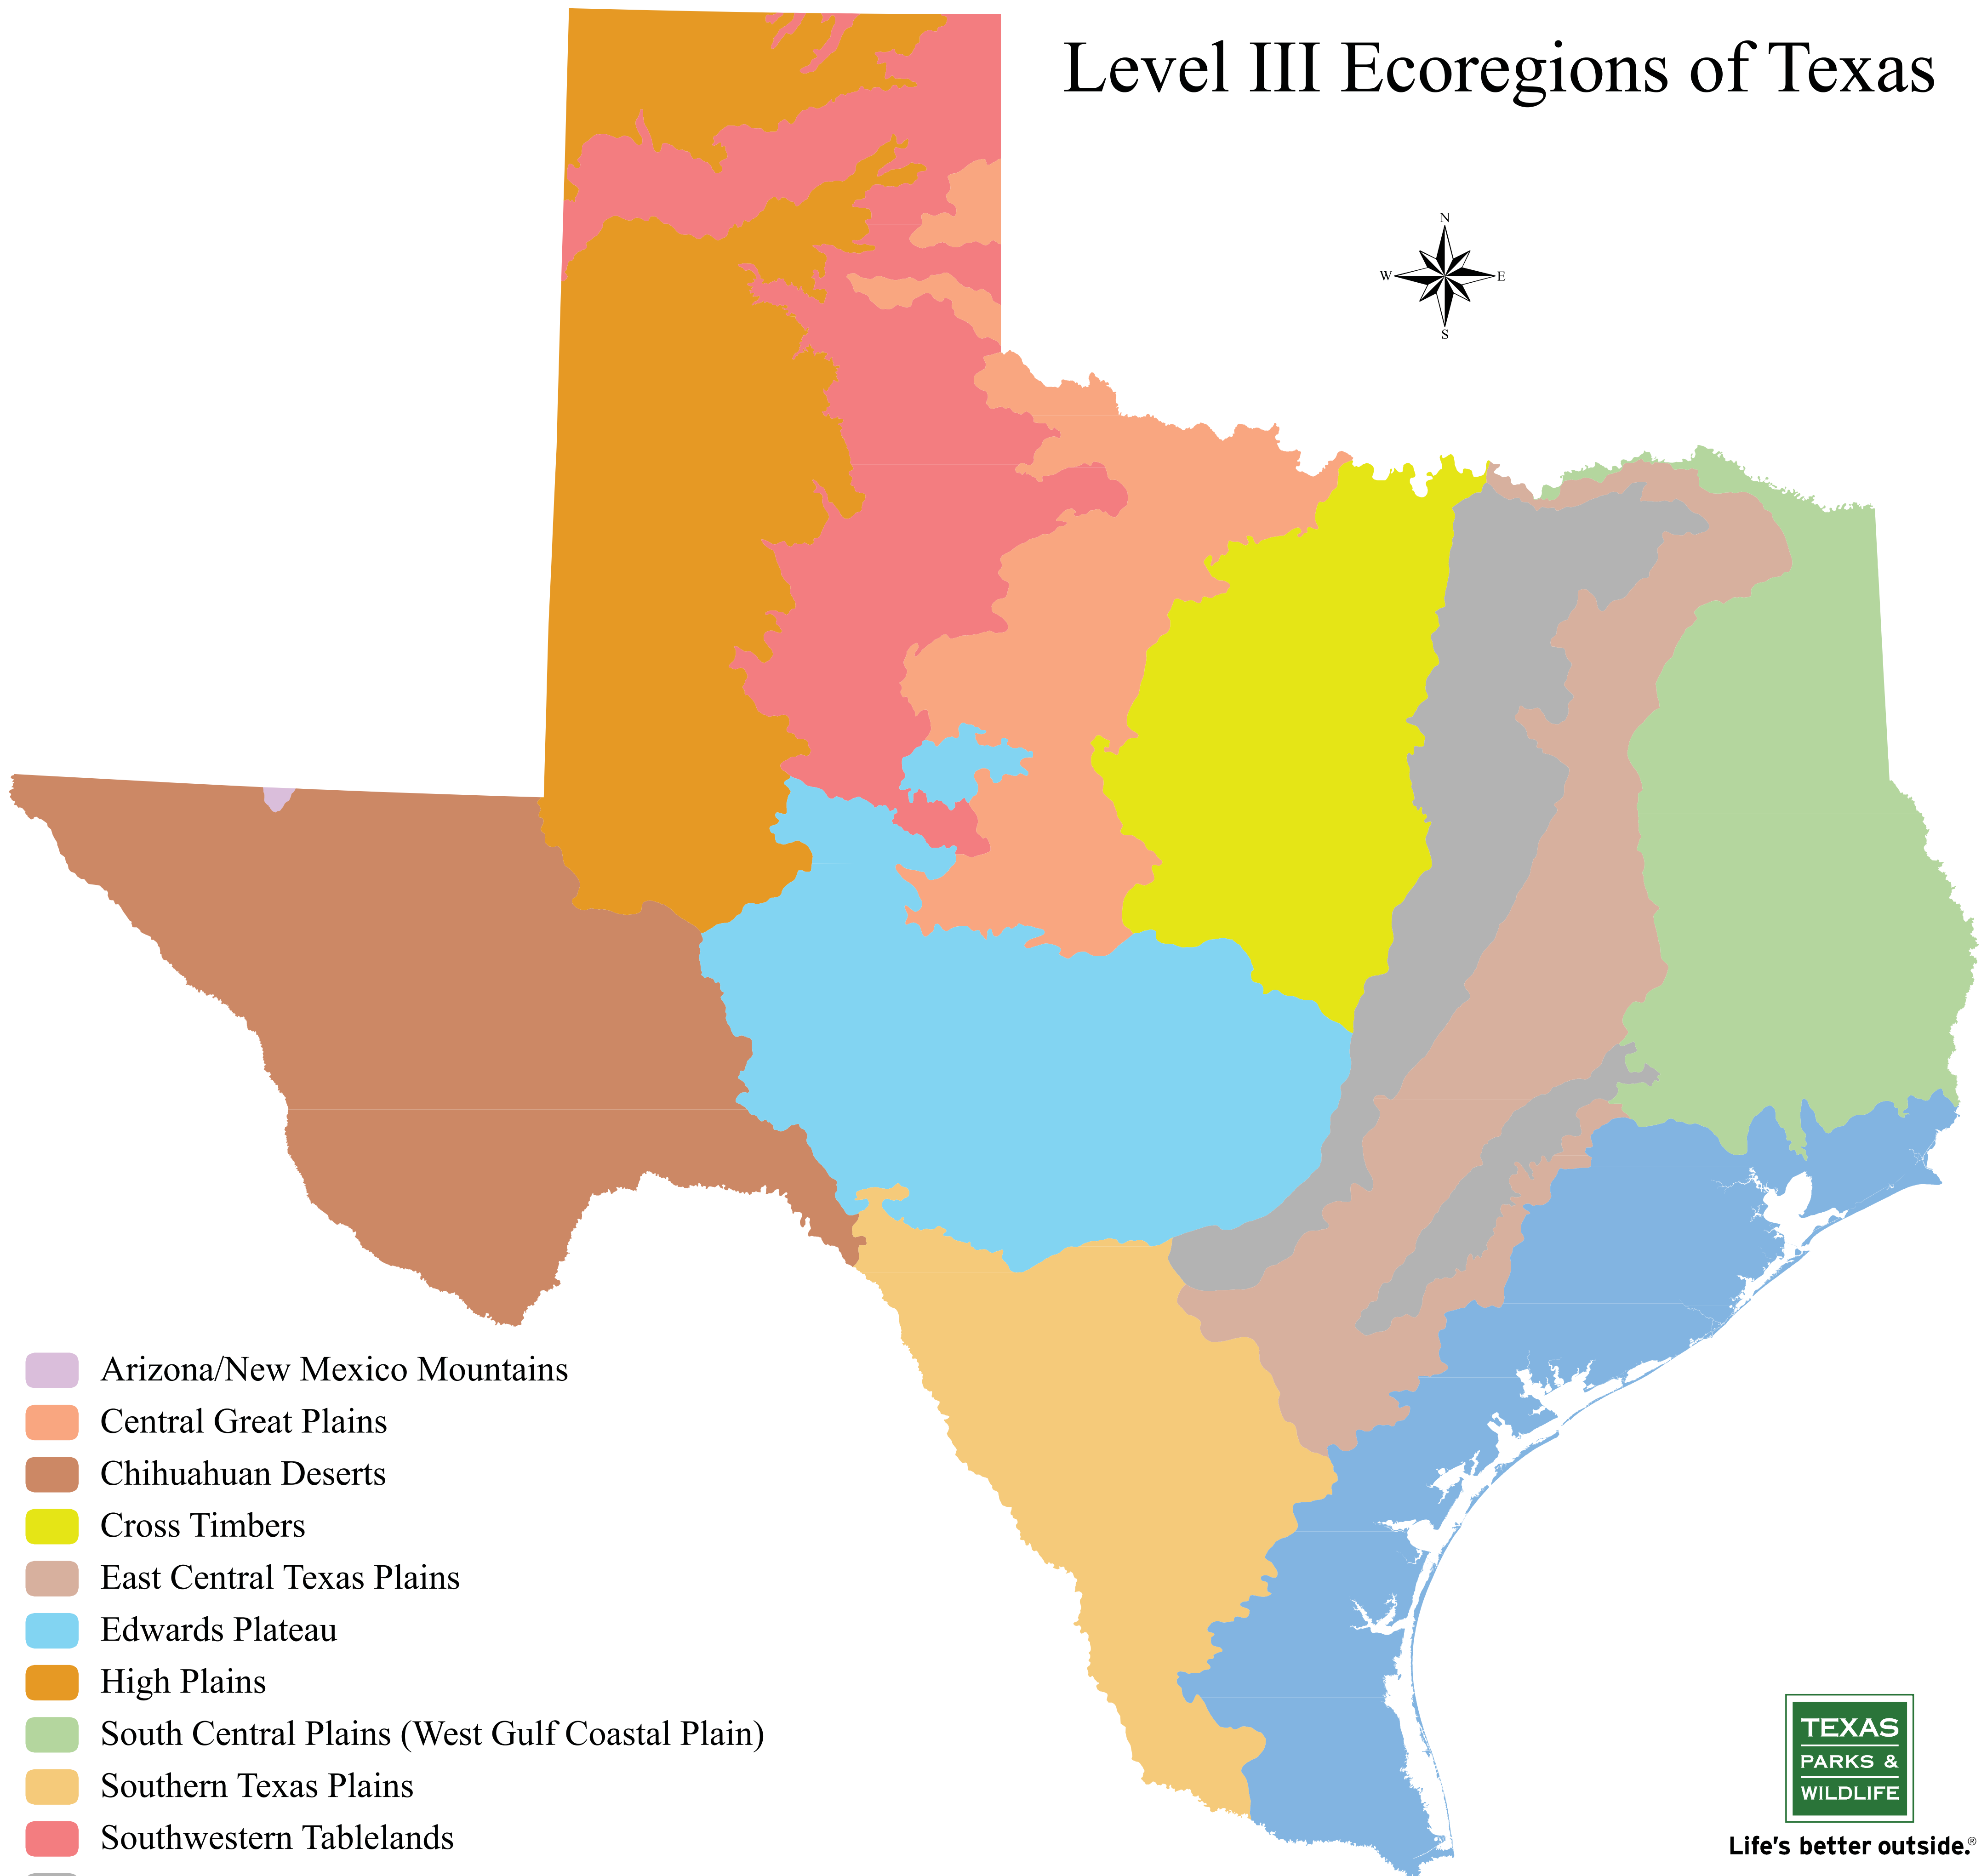 Level III Ecoregions of Texas
N
W E
S
Arizona/New Mexico Mountains
Central Great Plains
Chihuahuan Deserts
Cross Timbers
East Central Texas Plains
Edwards Plateau
High Plains
South Central Plains (West Gulf Coastal Plain)
Southern Texas Plains
Southwestern Tablelands
TEXAS
PARKS &
WILDLIFE
Life's better outside.®